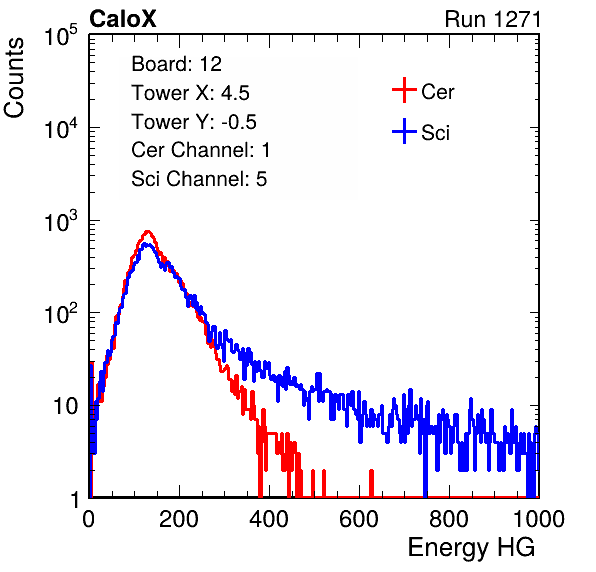 CaloX Run 1271
10^5
Counts
Board: 12
Tower X: 4.5
Tower Y: -0.5
Cer Channel: 1
Sci Channel: 5
Cer
Sci
10^4
10^3
10^2
10
1
0 200 400 600 800 1000
Energy HG